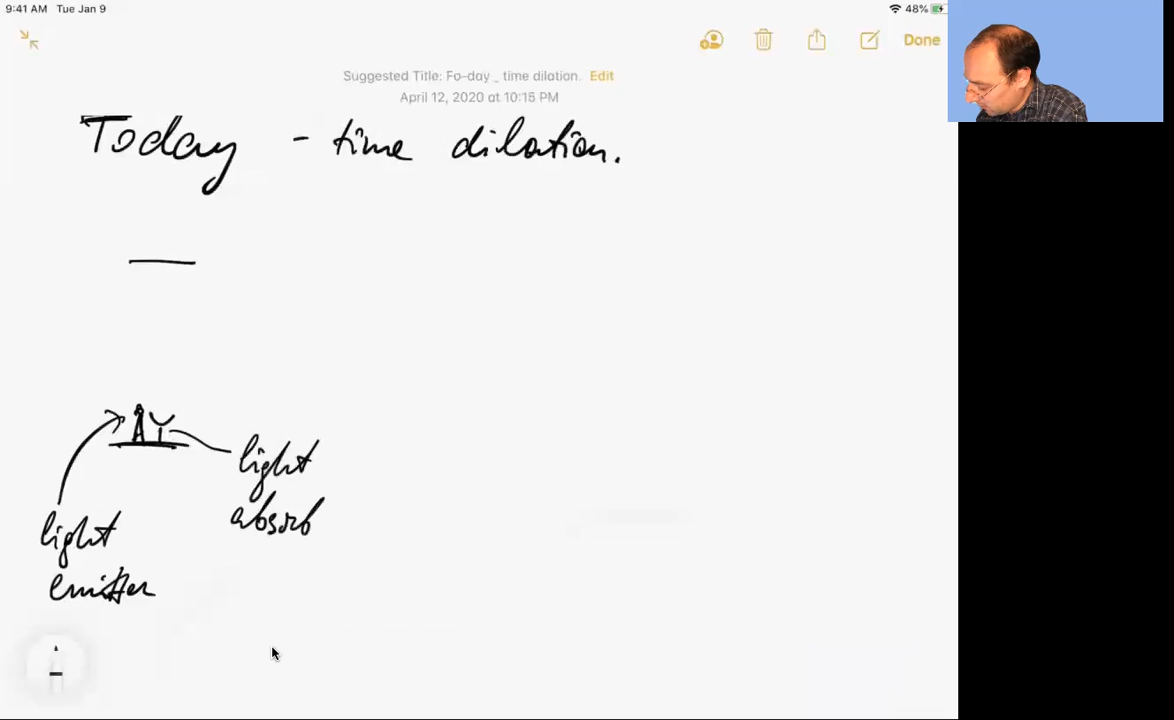 9:41 AM Tue Jan 9
48%
Done
Suggested Title: Fo-day _ time dilation. Edit
April 12, 2020 at 10:15 PM
Today - time dilation.
light
absorb
light
emitter